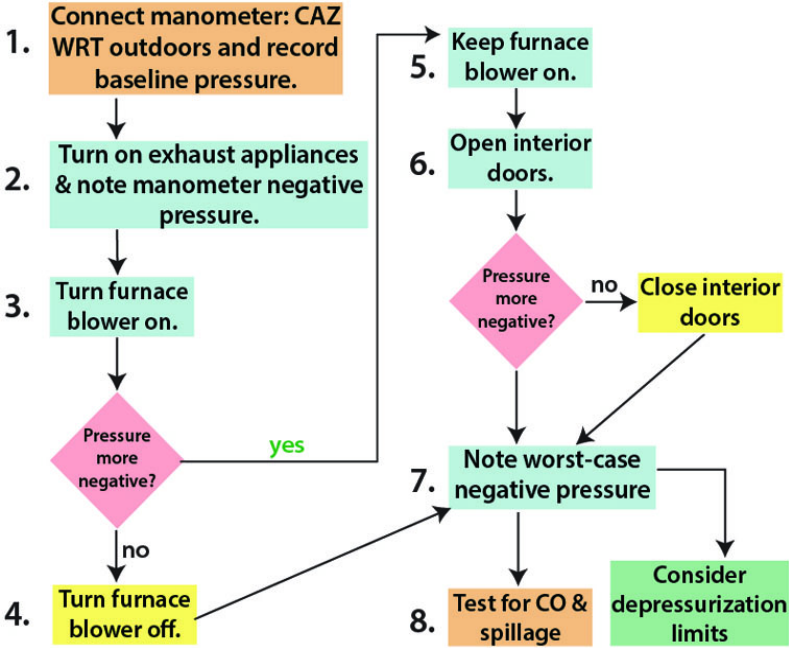 1.
Connect manometer: CAZ
WRT outdoors and record
baseline pressure.
2.
Turn on exhaust appliances
& note manometer negative
pressure.
3.
Turn furnace
blower on.
Pressure
more
negative?
yes
no
4.
Turn furnace
blower off.
5.
Keep furnace
blower on.
6.
Open interior
doors.
Pressure
more
negative?
no
Close interior
doors
7.
Note worst-case
negative pressure
8.
Test for CO &
spillage
Consider
depressurization
limits